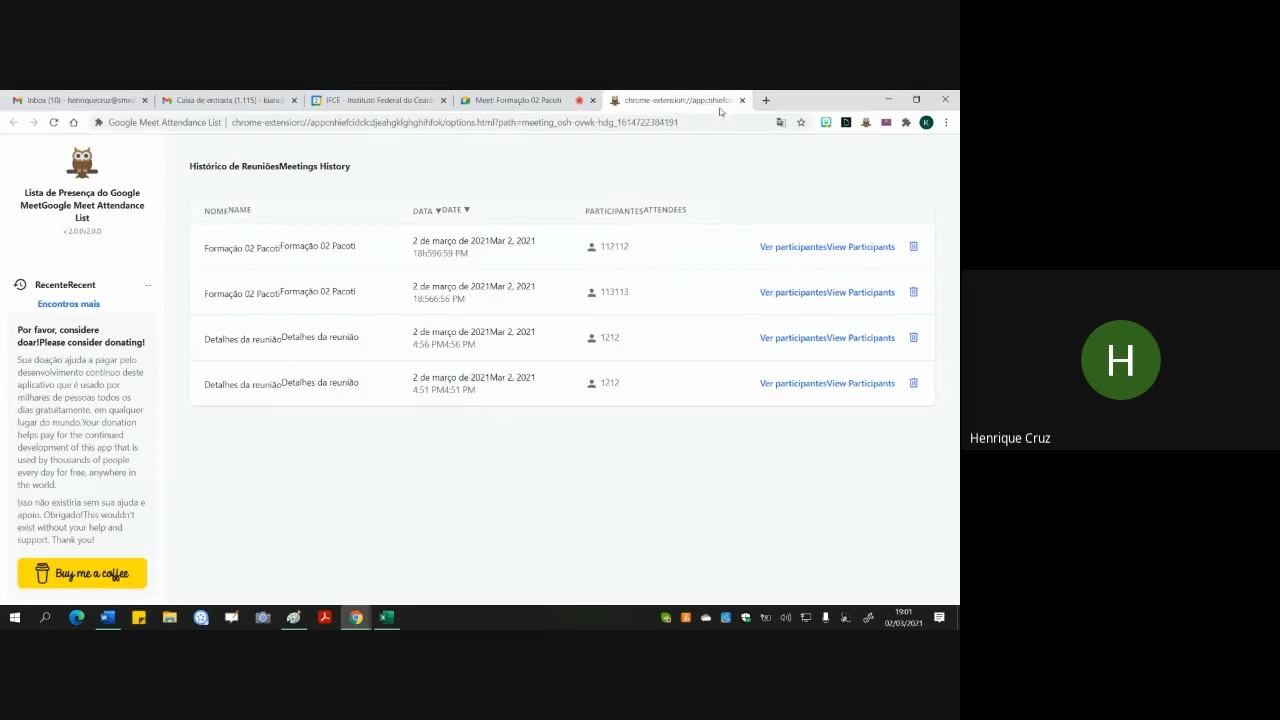 Inbox (10) - henriquecruz@smec
Caixa de entrada (1.115) - loara
IFCE - Instituto Federal do Ceará
Meet: Formação 02 Pacoti
chrome-extension://appcnhiefci
Google Meet Attendance List | chrome-extension://appcnhiefcidclcdjeahgklghghihfok/options.html?path=meeting_osh-ovwk-hdg_1614722384191
K
Lista de Presença do Google
MeetGoogle Meet Attendance
List
v 2.0.0v2.0.0
RecenteRecent
Encontros mais
Por favor, considere
doar!Please consider donating!
Sua doação ajuda a pagar pelo
desenvolvimento contínuo deste
aplicativo que é usado por
milhares de pessoas todos os
dias gratuitamente, em qualquer
lugar do mundo.Your donation
helps pay for the continued
development of this app that is
used by thousands of people
every day for free, anywhere in
the world.
Isso não existiria sem sua ajuda e
apoio. Obrigado!This wouldn't
exist without your help and
support. Thank you!
Buy me a coffee
Histórico de ReuniõesMeetings History
NOMENAME DATA ▼DATE ▼ PARTICIPANTESATTENDEES
Formação 02 PacotiFormação 02 Pacoti 2 de março de 2021Mar 2, 2021 112112 Ver participantesView Participants
18h596:59 PM
Formação 02 PacotiFormação 02 Pacoti 2 de março de 2021Mar 2, 2021 113113 Ver participantesView Participants
18:566:56 PM
Detalhes da reuniãoDetalhes da reunião 2 de março de 2021Mar 2, 2021 1212 Ver participantesView Participants
4:56 PM4:56 PM
Detalhes da reuniãoDetalhes da reunião 2 de março de 2021Mar 2, 2021 1212 Ver participantesView Participants
4:51 PM4:51 PM
19:01
02/03/2021
H
Henrique Cruz